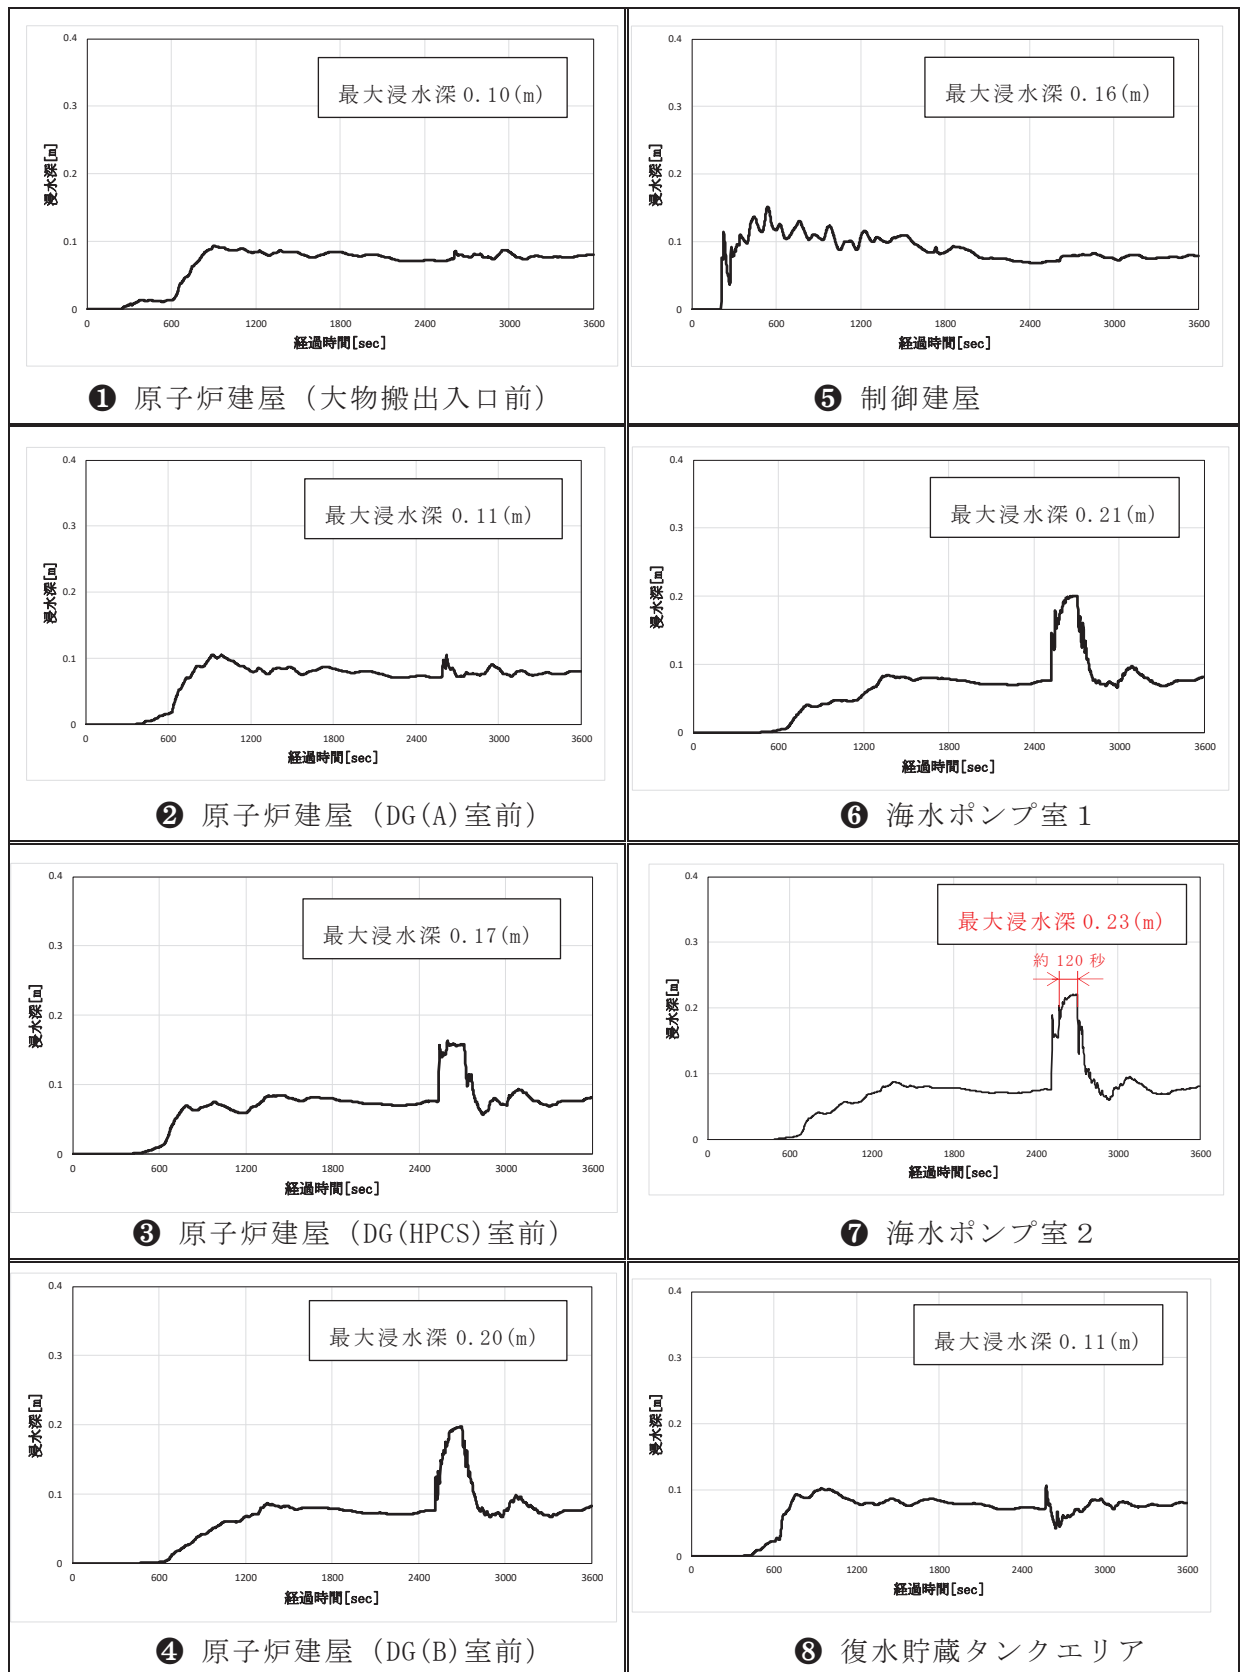 0.4
最大浸水深 0.10(m)
0.3
浸水深[m]
0.2
0.1
0
0 600 1200 1800 2400 3000 3600
経過時間[sec]
❶ 原子炉建屋（大物搬出入口前）
0.4
最大浸水深 0.16(m)
0.3
浸水深[m]
0.2
0.1
0
0 600 1200 1800 2400 3000 3600
経過時間[sec]
❺ 制御建屋
0.4
最大浸水深 0.11(m)
0.3
浸水深[m]
0.2
0.1
0
0 600 1200 1800 2400 3000 3600
経過時間[sec]
❷ 原子炉建屋（DG(A)室前）
0.4
最大浸水深 0.21(m)
0.3
浸水深[m]
0.2
0.1
0
0 600 1200 1800 2400 3000 3600
経過時間[sec]
❻ 海水ポンプ室１
0.4
最大浸水深 0.17(m)
0.3
浸水深[m]
0.2
0.1
0
0 600 1200 1800 2400 3000 3600
経過時間[sec]
❸ 原子炉建屋（DG(HPCS)室前）
0.4
最大浸水深 0.23(m)
約 120 秒
0.3
浸水深[m]
0.2
0.1
0
0 600 1200 1800 2400 3000 3600
経過時間[sec]
❼ 海水ポンプ室２
0.4
最大浸水深 0.20(m)
0.3
浸水深[m]
0.2
0.1
0
0 600 1200 1800 2400 3000 3600
経過時間[sec]
❹ 原子炉建屋（DG(B)室前）
0.4
最大浸水深 0.11(m)
0.3
浸水深[m]
0.2
0.1
0
0 600 1200 1800 2400 3000 3600
経過時間[sec]
❽ 復水貯蔵タンクエリア